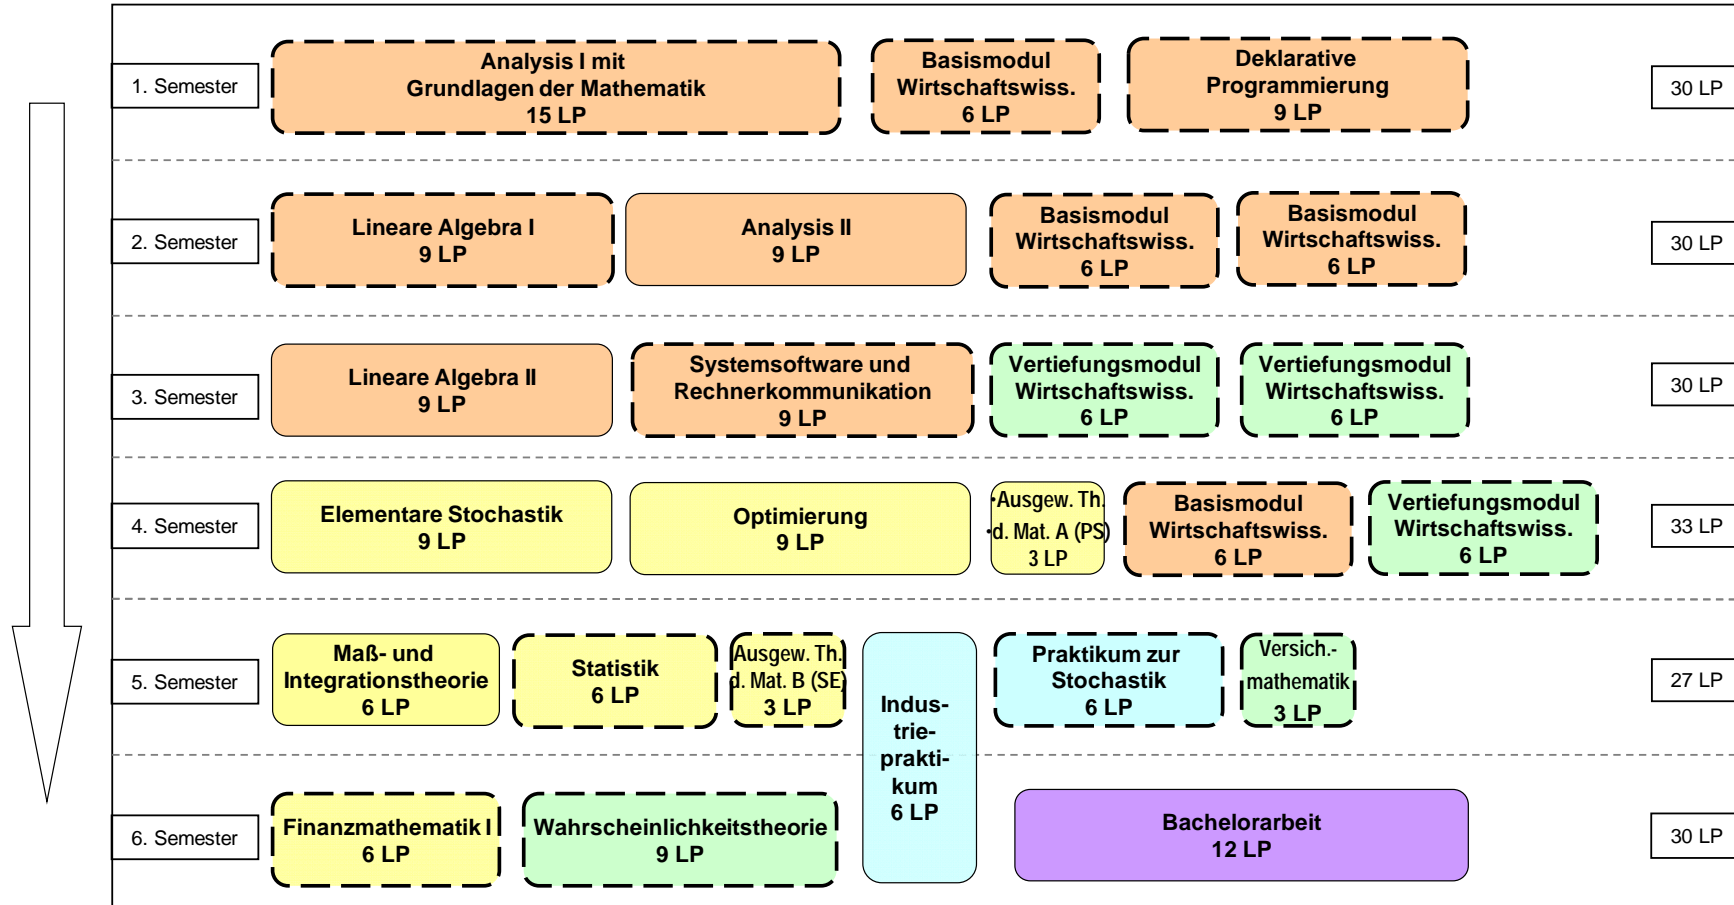 1. Semester
Analysis I mit
Grundlagen der Mathematik
15 LP
Basismodul
Wirtschaftswiss.
6 LP
Deklarative
Programmierung
9 LP
30 LP
2. Semester
Lineare Algebra I
9 LP
Analysis II
9 LP
Basismodul
Wirtschaftswiss.
6 LP
Basismodul
Wirtschaftswiss.
6 LP
30 LP
3. Semester
Lineare Algebra II
9 LP
Systemsoftware und
Rechnerkommunikation
9 LP
Vertiefungsmodul
Wirtschaftswiss.
6 LP
Vertiefungsmodul
Wirtschaftswiss.
6 LP
30 LP
4. Semester
Elementare Stochastik
9 LP
Optimierung
9 LP
•Ausgew. Th.
•d. Mat. A (PS)
3 LP
Basismodul
Wirtschaftswiss.
6 LP
Vertiefungsmodul
Wirtschaftswiss.
6 LP
33 LP
5. Semester
Maß- und
Integrationstheorie
6 LP
Statistik
6 LP
Ausgew. Th.
d. Mat. B (SE)
3 LP
Indus-
trie-
prakti-
kum
6 LP
Praktikum zur
Stochastik
6 LP
Versich.-
mathematik
3 LP
27 LP
6. Semester
Finanzmathematik I
6 LP
Wahrscheinlichkeitstheorie
9 LP
Bachelorarbeit
12 LP
30 LP